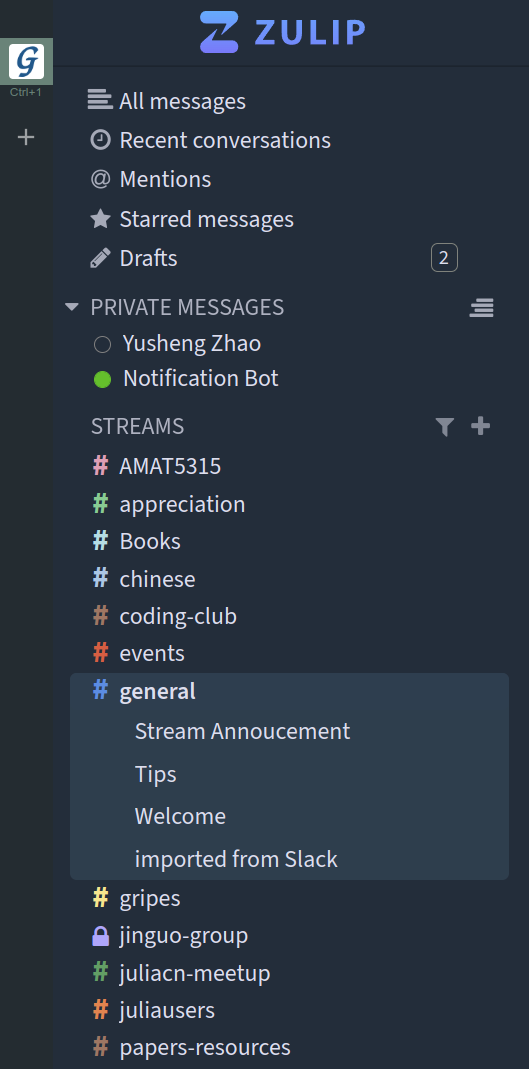 ZULIP
G
Ctrl+1
All messages
Recent conversations
@ Mentions
Starred messages
Drafts 2
PRIVATE MESSAGES
Yusheng Zhao
Notification Bot
STREAMS
# AMAT5315
# appreciation
# Books
# chinese
# coding-club
# events
# general
Stream Annoucement
Tips
Welcome
imported from Slack
# gripes
jinguo-group
# juliacn-meetup
# juliausers
# papers-resources